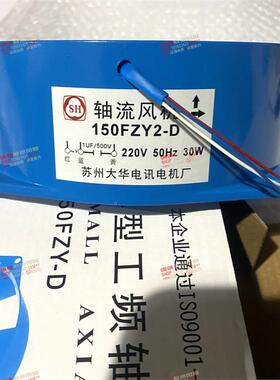 SH
轴流风机
150FZY2-D
1UF/500V
红 蓝 黄
220V 50Hz 30W
苏州大华电讯电机厂
150FZY-D
MALL AXIA
型工频轴
本企业通过ISO9001